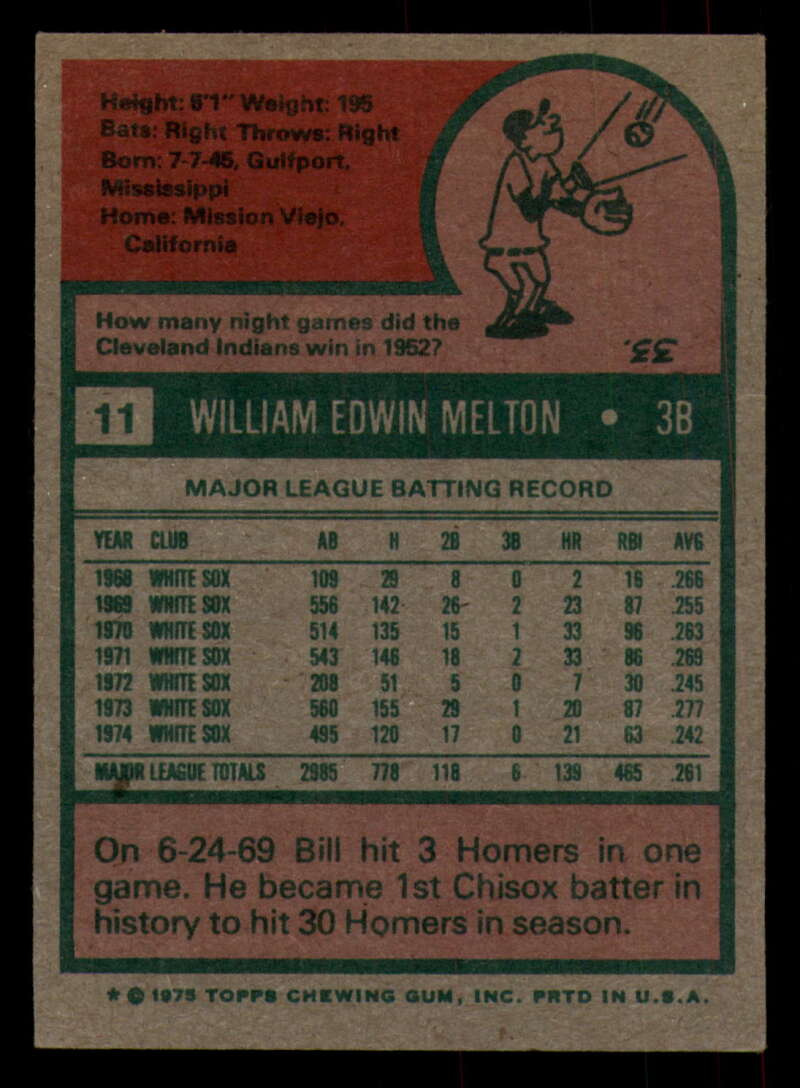 Height: 6'1" Weight: 195
Bats: Right Throws: Right
Born: 7-7-45, Gulfport,
Mississippi
Home: Mission Viejo,
California
How many night games did the
Cleveland Indians win in 1952?
33.
11 WILLIAM EDWIN MELTON • 3B
MAJOR LEAGUE BATTING RECORD
YEAR CLUB AB H 2B 3B HR RBI AVG
1968 WHITE SOX 109 29 8 0 2 16 .266
1969 WHITE SOX 556 142 26 2 23 87 .255
1970 WHITE SOX 514 135 15 1 33 96 .263
1971 WHITE SOX 543 146 18 2 33 86 .269
1972 WHITE SOX 208 51 5 0 7 30 .245
1973 WHITE SOX 560 155 29 1 20 87 .277
1974 WHITE SOX 495 120 17 0 21 63 .242
MAJOR LEAGUE TOTALS 2985 778 118 6 139 465 .261
On 6-24-69 Bill hit 3 Homers in one
game. He became 1st Chisox batter in
history to hit 30 Homers in season.
* © 1975 TOPPS CHEWING GUM, INC. PRTD IN U.S.A.